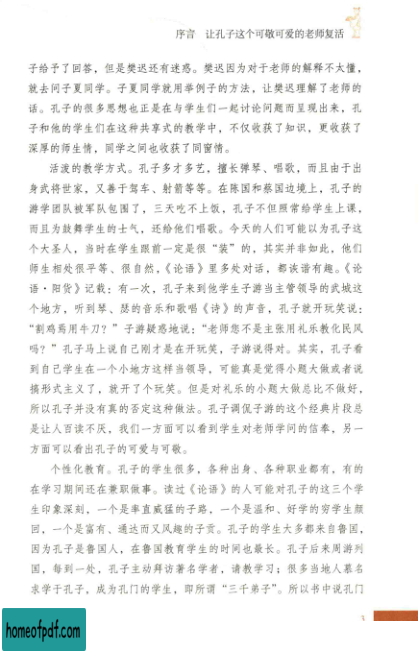 序言　让孔子这个可敬可爱的老师复活
子给予了回答，但是樊迟还有迷惑。樊迟因为对于老师的解释不太懂，
就去问子夏同学。子夏同学就用举例子的方法，让樊迟理解了老师的
话。孔子的很多思想也正是在与学生们一起讨论问题而呈现出来，孔
子和他的学生们在这种共享式的教学中，不仅收获了知识，更收获了
深厚的师生情，同学之间也收获了同窗情。
活泼的教学方式。孔子多才多艺，擅长弹琴、唱歌，而且由于出
身武将世家，又善于驾车、射箭等等。在陈国和蔡国边境上，孔子的
游学团队被军队包围了，三天吃不上饭，孔子不但照常给学生上课，
而且为鼓舞学生的士气，还给他们唱歌。今天的人们可能以为孔子这
个大圣人，当时在学生跟前一定是很“装”的，其实并非如此，他们
师生相处很平等、很自然，《论语》里多处对话，都诙谐有趣。《论
语·阳货》记载：有一次，孔子来到他学生子游当主管领导的武城这
个地方，听到琴、瑟的音乐和歌唱《诗》的声音，孔子就开玩笑说：
“割鸡焉用牛刀？”子游疑惑地说：“老师您不是主张用礼乐教化民风
吗？”孔子马上说自己刚才是在开玩笑，子游说得对。其实，孔子看
到自己学生在一个小地方这样当领导，可能真是觉得小题大做或者说
搞形式主义了，就开了个玩笑。但是对礼乐的小题大做总比不做好，
所以孔子并没有真的否定这种做法。孔子调侃子游的这个经典片段总
是让人百读不厌，我们一方面可以看到学生对老师学问的信奉，另一
方面可以看出孔子的可爱与可敬。
个性化教育。孔子的学生很多，各种出身、各种职业都有，有的
在学习期间还在兼职做事。读过《论语》的人可能对孔子的这三个学
生印象深刻，一个是率直威猛的子路，一个是温和、好学的穷学生颜
回，一个是富有、通达而又风趣的子贡。孔子的学生大多都来自鲁国，
因为孔子是鲁国人，在鲁国教育学生的时间也最长。孔子后来周游列
国，每到一处，孔子主动拜访著名学者，请教学习；很多当地人慕名
求学于孔子，成为孔门的学生，即所谓“三千弟子”。所以书中说孔门
homeofpdf.com